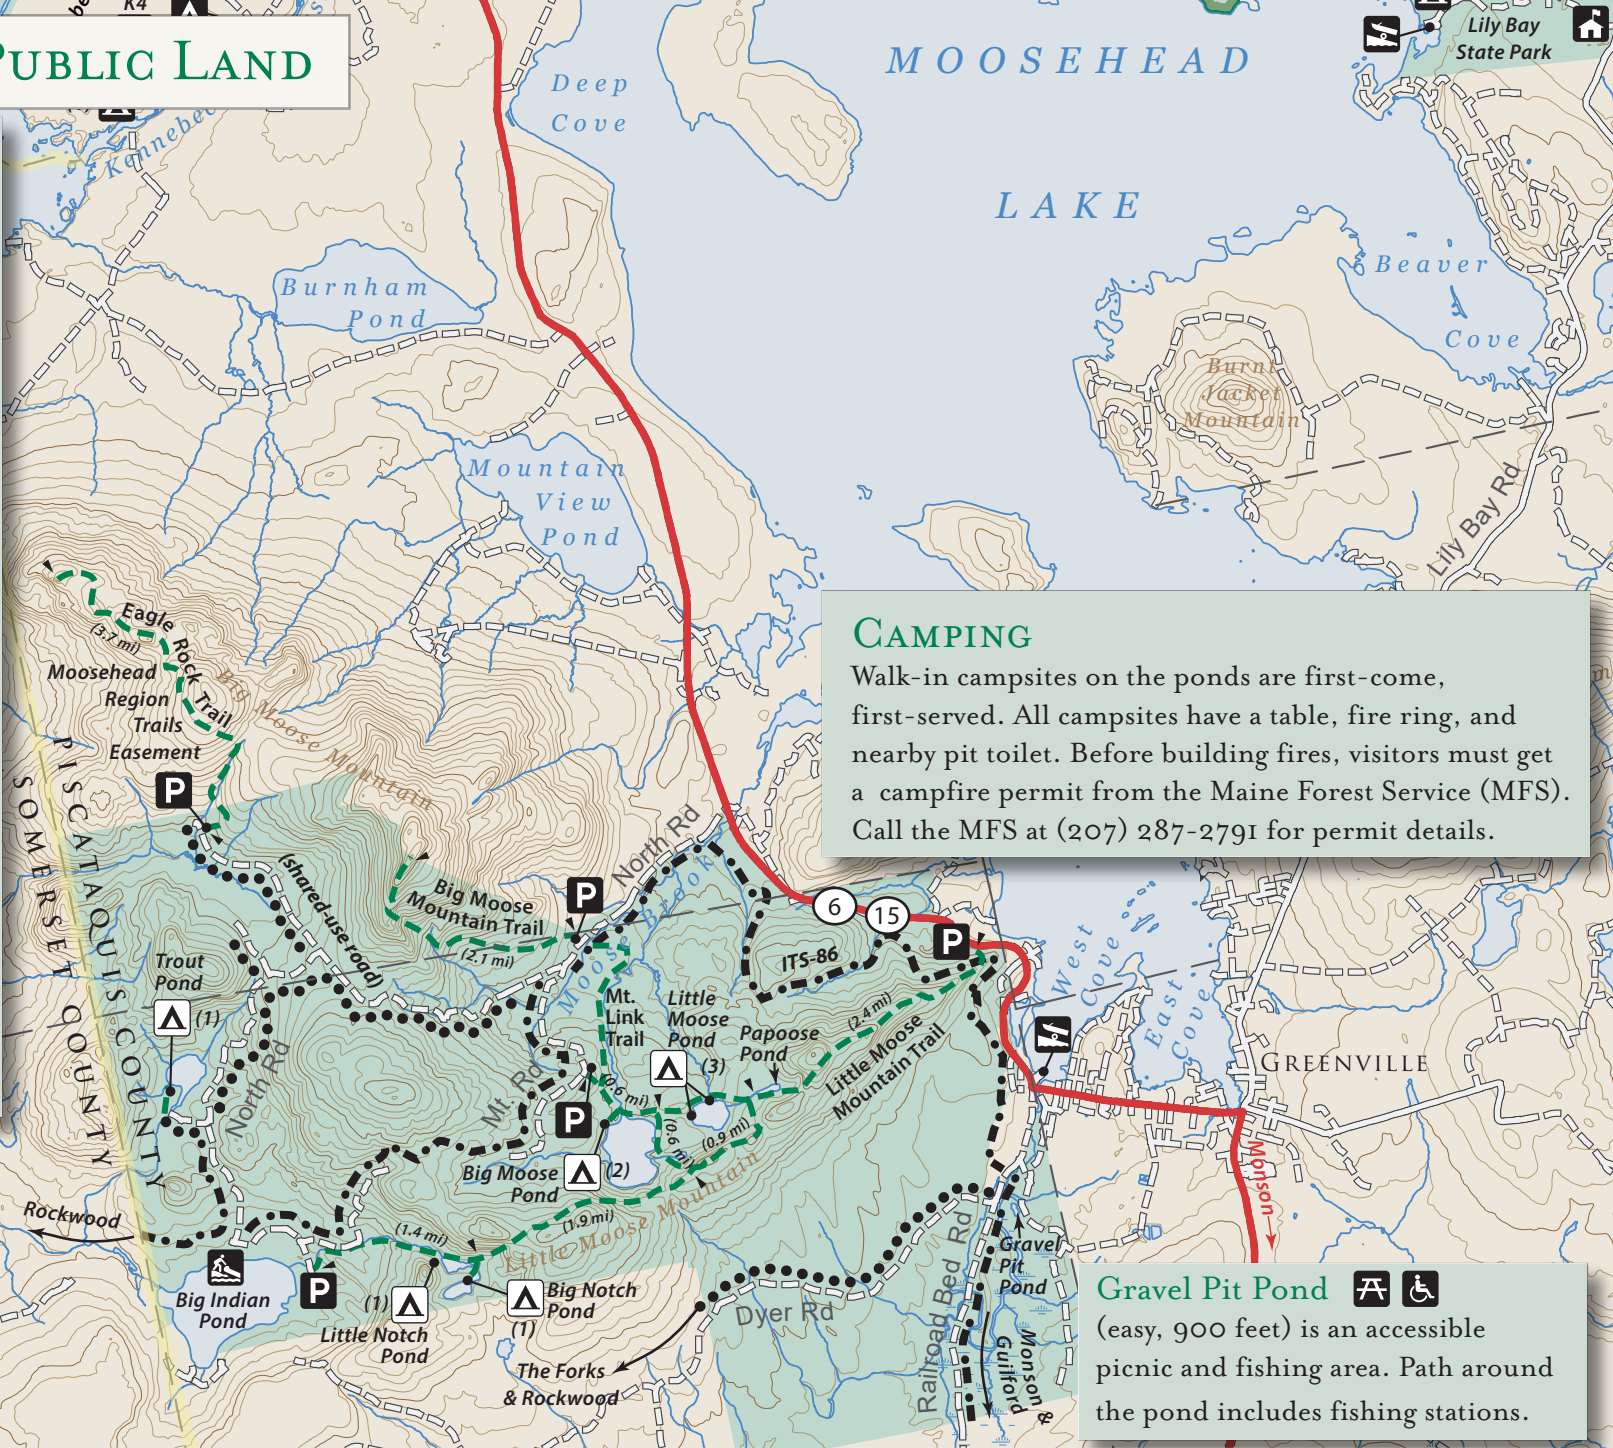 K4
PUBLIC LAND
Lily Bay
State Park
MOOSEHEAD
LAKE
Deep
Cove
Kennebec
Burnham
Pond
Beaver
Cove
Burnt
Jacket
Mountain
Mountain
View
Pond
Lily Bay Rd
CAMPING
Walk-in campsites on the ponds are first-come,
first-served. All campsites have a table, fire ring, and
nearby pit toilet. Before building fires, visitors must get
a campfire permit from the Maine Forest Service (MFS).
Call the MFS at (207) 287-2791 for permit details.
Eagle Rock Trail
(3.7 mi)
Moosehead
Region
Trails
Easement
Big Moose Mountain
P
PISCATAQUIS COUNTY
SOMERSET COUNTY
(shared-use road)
Big Moose
Mountain Trail
(2.1 mi)
P
North Rd
Moose Brook
6
15
P
ITS-86
West
Cove
East
Cove
GREENVILLE
Trout
Pond
(1)
North Rd
Mt.
Link
Trail
Little
Moose
Pond
(3)
Papoose
Pond
(2.4 mi)
Little Moose
Mountain Trail
Mt. Rd
(0.6 mi)
P
(0.6 mi)
(0.9 mi)
Big Moose
Pond
(2)
Little Moose Mountain
(1.9 mi)
(1.4 mi)
Rockwood
Big Indian
Pond
P
(1)
Little Notch
Pond
Big Notch
Pond
(1)
The Forks
& Rockwood
Dyer Rd
Railroad Bed Rd
Gravel
Pit
Pond
Monson &
Guilford
Monson
Gravel Pit Pond
(easy, 900 feet) is an accessible
picnic and fishing area. Path around
the pond includes fishing stations.